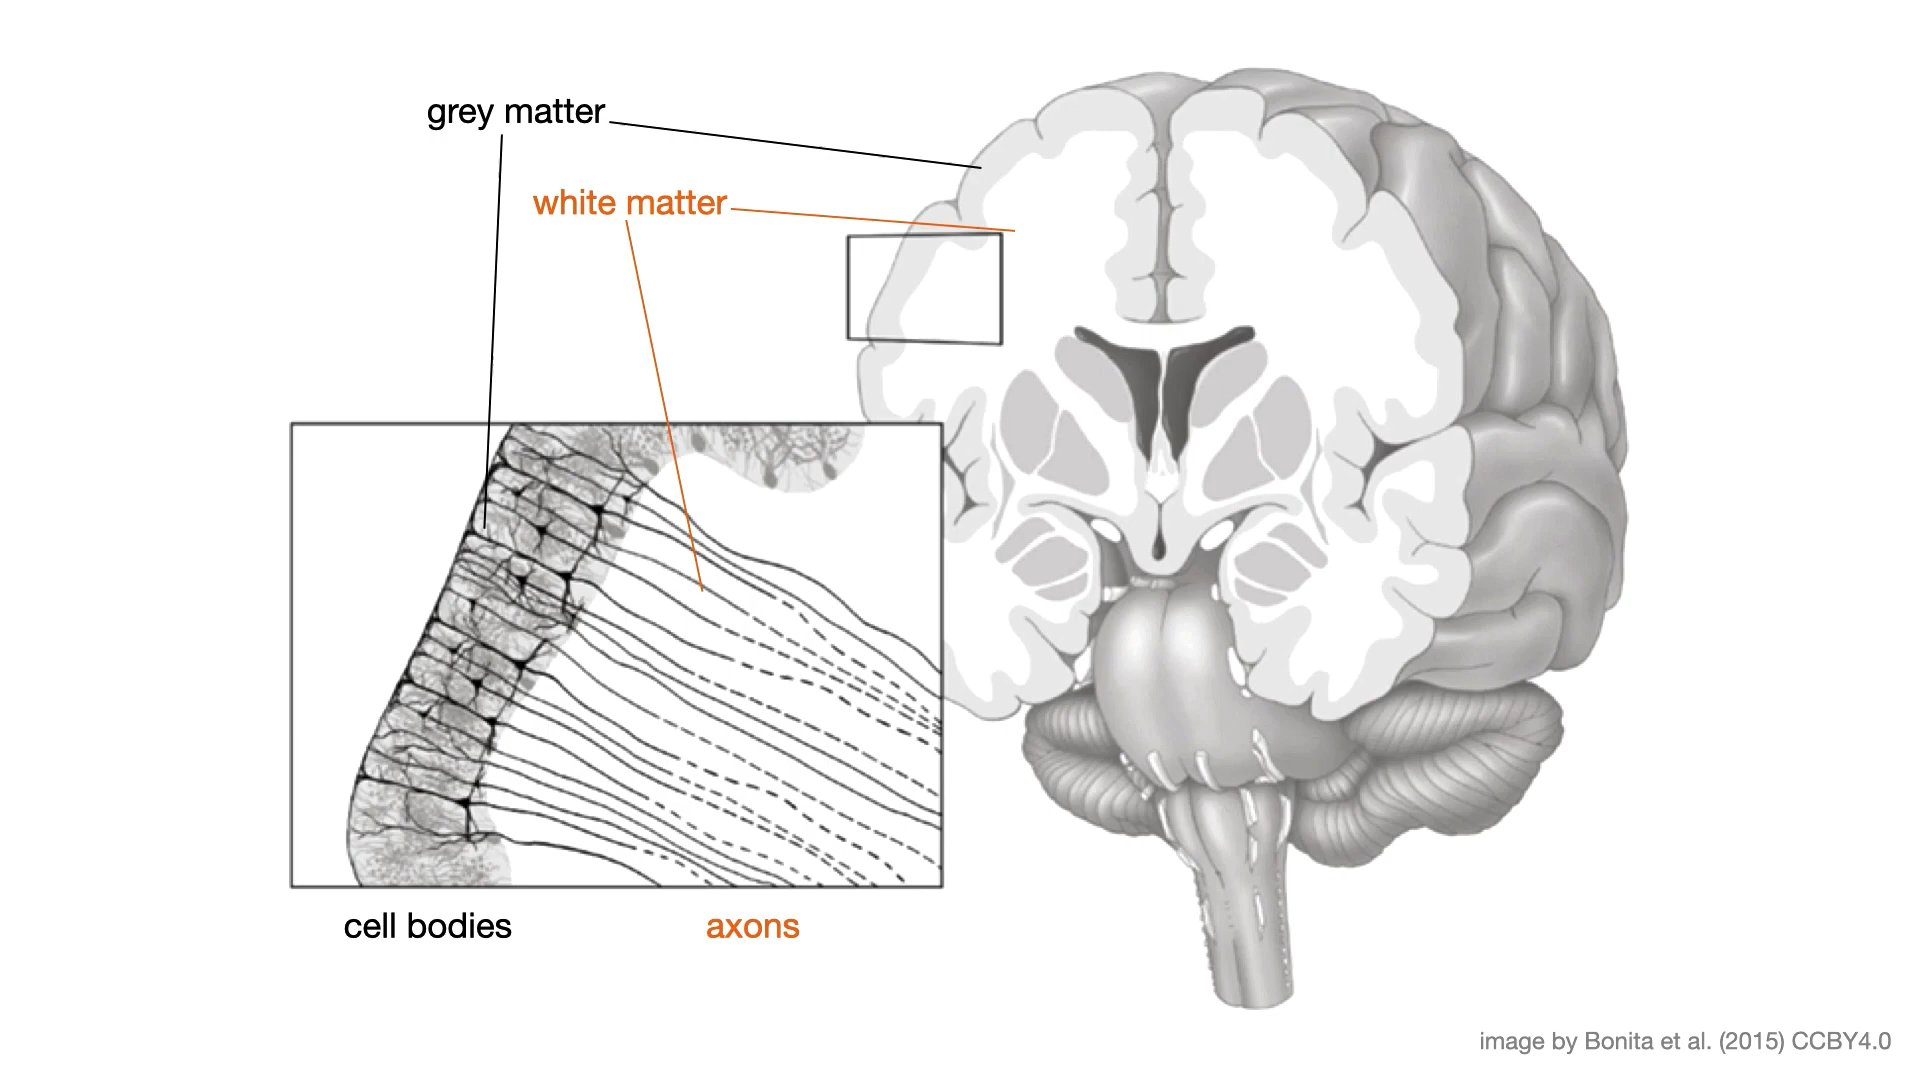 grey matter
white matter
cell bodies
axons
image by Bonita et al. (2015) CCBY4.0